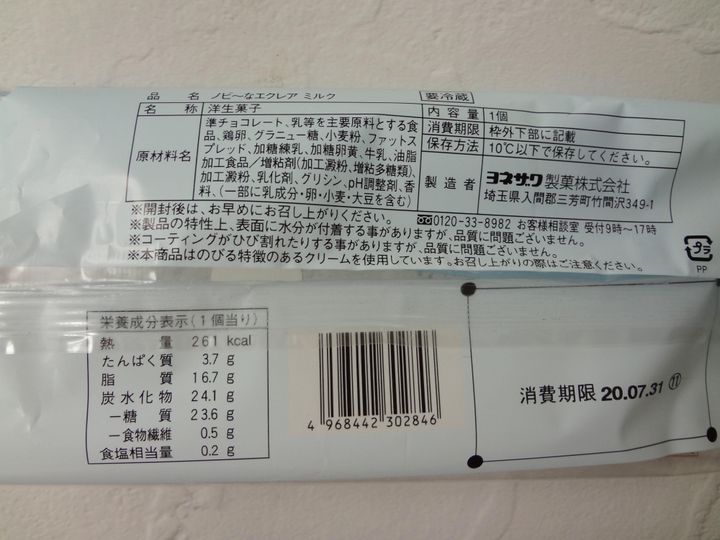 品 名 ノビ〜なエクレア ミルク 要冷蔵
名 称 洋生菓子
原材料名
準チョコレート、乳等を主要原料とする食
品、鶏卵、グラニュー糖、小麦粉、ファットス
プレッド、加糖練乳、加糖卵黄、牛乳、油脂
加工食品/増粘剤(加工澱粉、増粘多糖類)、
加工澱粉、乳化剤、グリシン、pH調整剤、香
料、(一部に乳成分・卵・小麦・大豆を含む)
内 容 量 1個
消費期限 枠外下部に記載
保存方法 10℃以下で保存してください。
製 造 者 ヨネザワ製菓株式会社
埼玉県入間郡三芳町竹間沢349-1
※開封後は、お早めにお召し上がりください。 0120-33-8982 お客様相談室 受付9時〜17時
※製品の特性上、表面に水分が付着する事がありますが、品質に問題ございません。
※コーティングがひび割れたりする事がありますが、品質に問題ございません。
※本商品はのびる特徴のあるクリームを使用しています。お召し上がりの際はご注意ください。
プラ
PP
栄養成分表示(1個当り)
熱 量 261 kcal
たんぱく質 3.7 g
脂 質 16.7 g
炭水化物 24.1 g
ー糖 質 23.6 g
ー食物繊維 0.5 g
食塩相当量 0.2 g
4 968442 302846
消費期限 20.07.31 ⑪